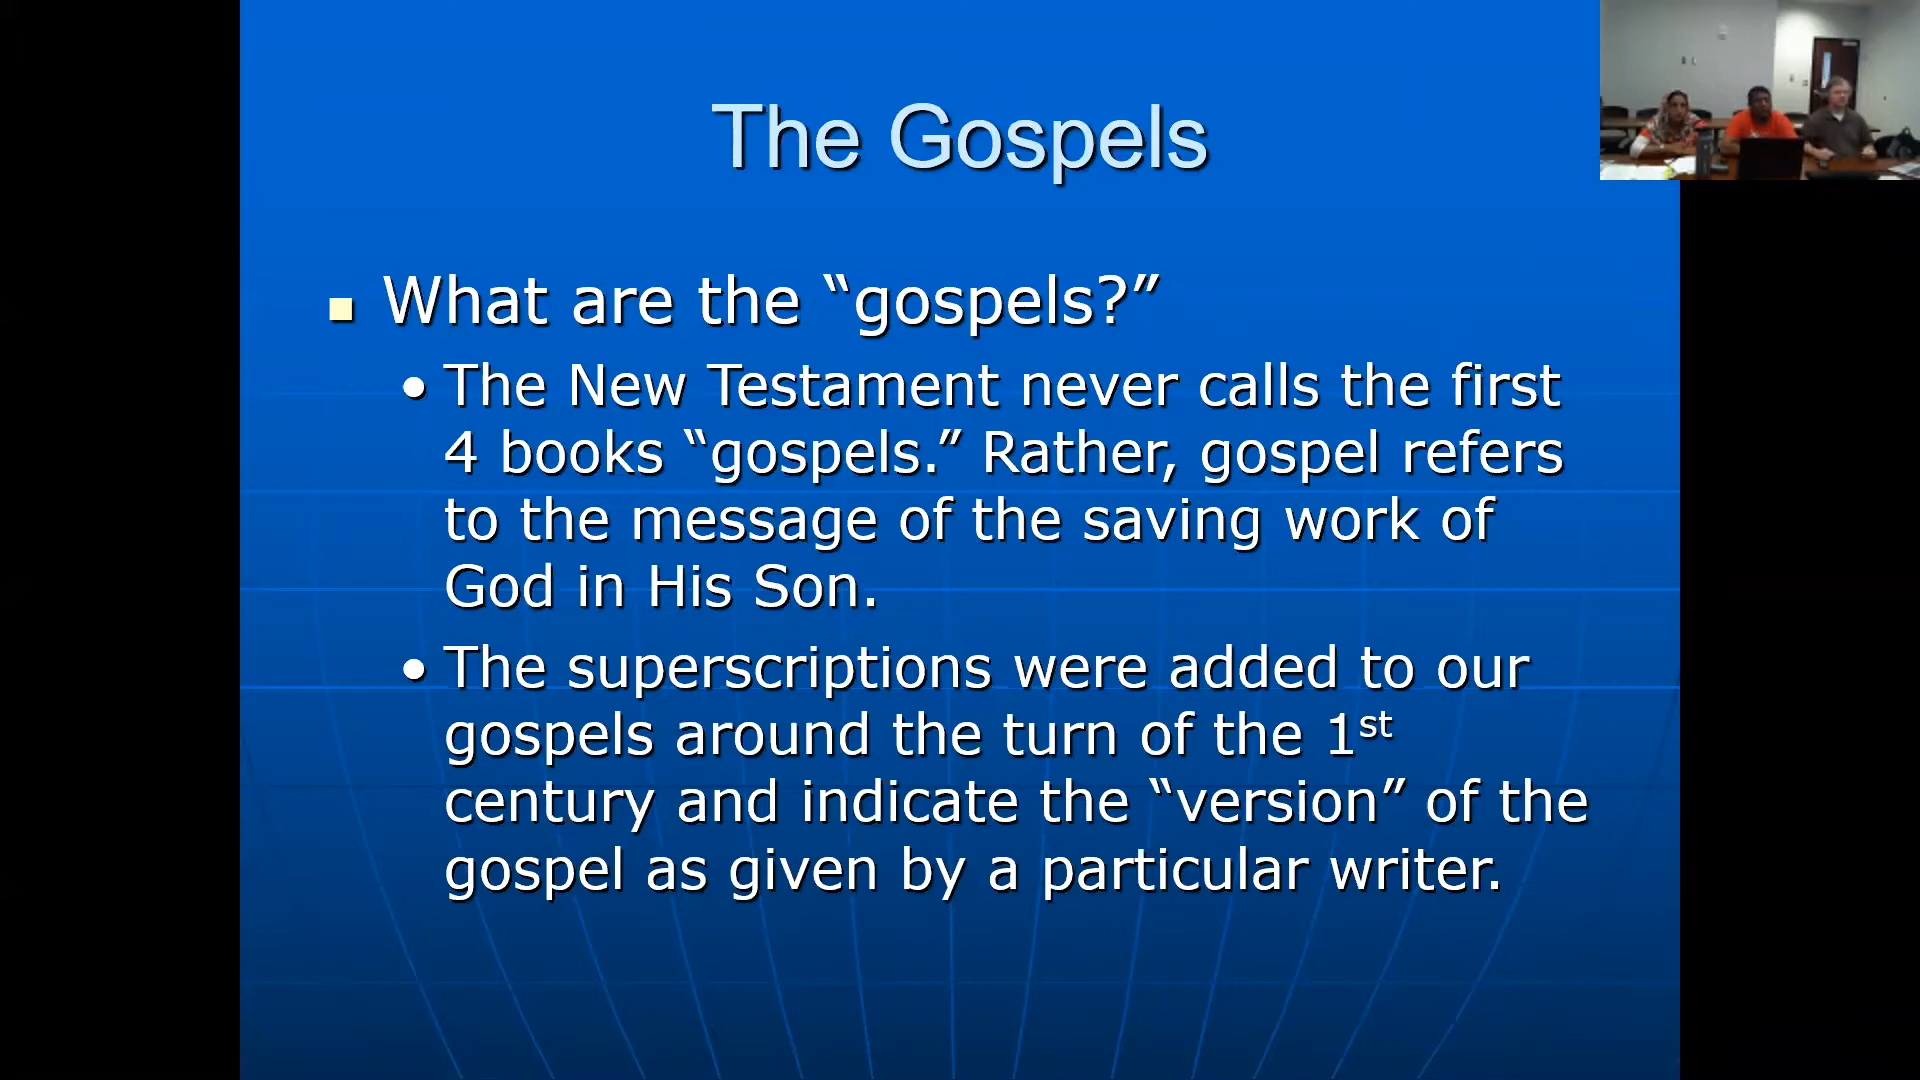 The Gospels
What are the “gospels?”
The New Testament never calls the first
4 books “gospels.” Rather, gospel refers
to the message of the saving work of
God in His Son.
The superscriptions were added to our
gospels around the turn of the 1st
century and indicate the “version” of the
gospel as given by a particular writer.